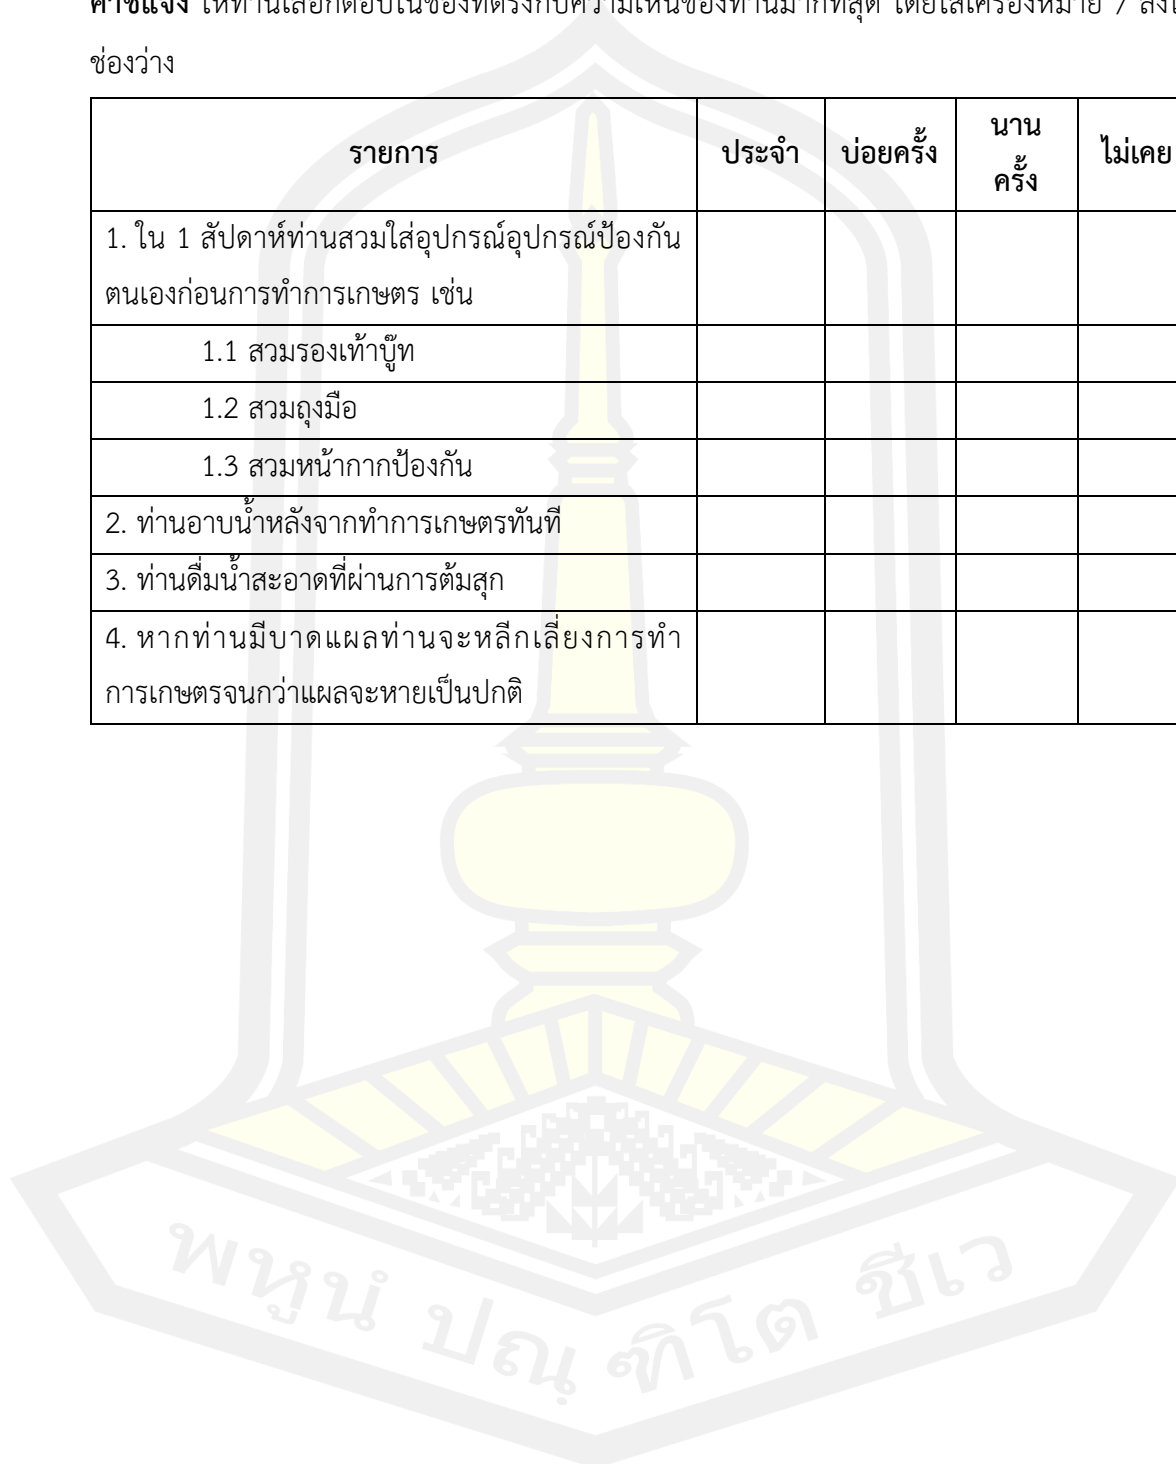 คำชี้แจง ให้ท่านเลือกตอบในช่องที่ตรงกับความเห็นของท่านมากที่สุด โดยใส่เครื่องหมาย / ลง
ช่องว่าง
รายการ ประจำ บ่อยครั้ง นาน ไม่เคย
ครั้ง
1. ใน 1 สัปดาห์ท่านสวมใส่อุปกรณ์อุปกรณ์ป้องกัน
ตนเองก่อนการทำการเกษตร เช่น
1.1 สวมรองเท้าบู๊ท
1.2 สวมถุงมือ
1.3 สวมหน้ากากป้องกัน
2. ท่านอาบน้ำหลังจากทำการเกษตรทันที
3. ท่านดื่มน้ำสะอาดที่ผ่านการต้มสุก
4. หากท่านมีบาดแผลท่านจะหลีกเลี่ยงการทำ
การเกษตรจนกว่าแผลจะหายเป็นปกติ
พหูนํ ปณฺฑิโต ชีเว